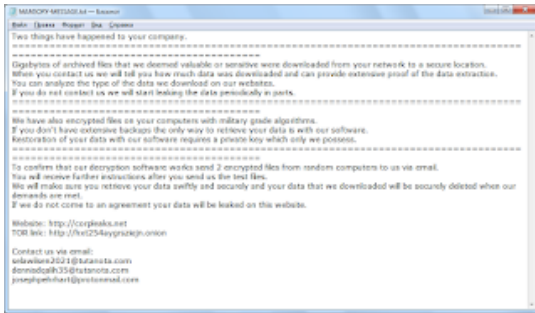 Two things have happened to your company.
================================================
Gigabytes of archived files that we deemed valuable or sensitive were downloaded from your network to a secure location.
When you contact us we will tell you how much data was downloaded and can provide extensive proof of the data extraction.
You can analyze the type of the data we download on our websites.
If you do not contact us we will start leaking the data periodically in parts.
================================================
We have also encrypted files on your computers with military grade algorithms.
If you don't have extensive backups the only way to retrieve your data is with our software.
Restoration of your data with our software requires a private key which only we possess.
================================================
To confirm that our decryption software works send 2 encrypted files from random computers to us via email.
You will receive further instructions after you send us the test files.
We will make sure you retrieve your data swiftly and securely and your data that we downloaded will be securely deleted when our
demands are met.
If we do not come to an agreement your data will be leaked on this website.
Website: http://corpleaks.net
TOR link:
Contact us via email: